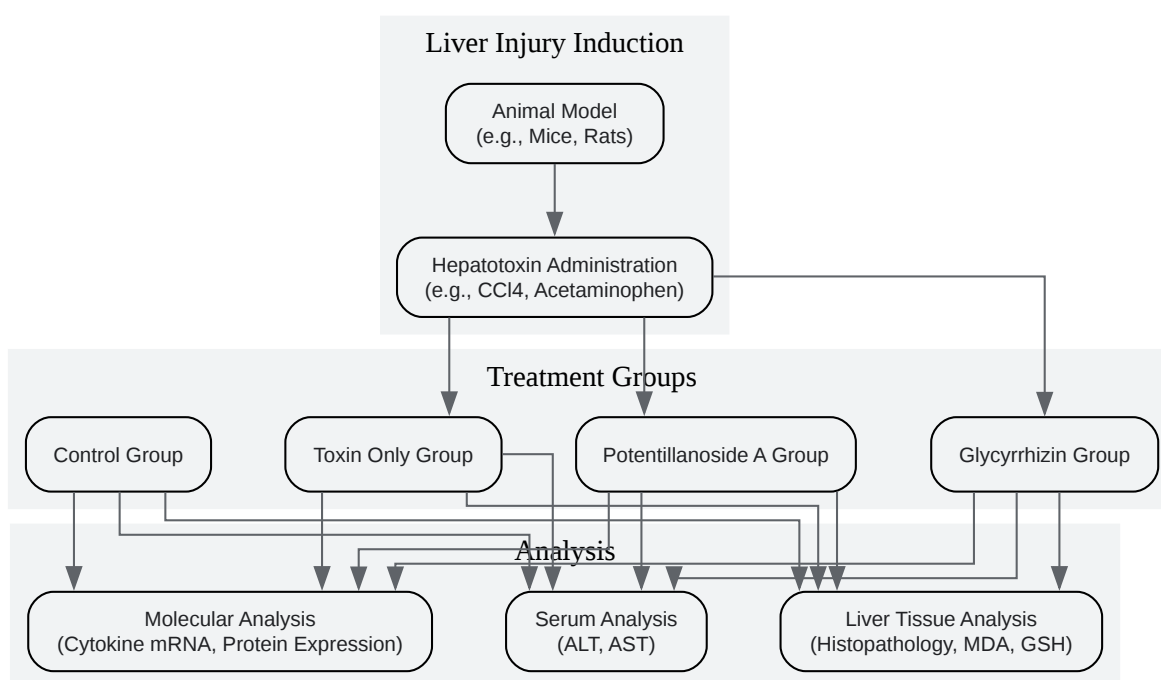 Liver Injury Induction
Animal Model
(e.g., Mice, Rats)
Hepatotoxin Administration
(e.g., CCl4, Acetaminophen)
Treatment Groups
Control Group
Toxin Only Group
Potentillanoside A Group
Glycyrrhizin Group
Analysis
Molecular Analysis
(Cytokine mRNA, Protein Expression)
Serum Analysis
(ALT, AST)
Liver Tissue Analysis
(Histopathology, MDA, GSH)